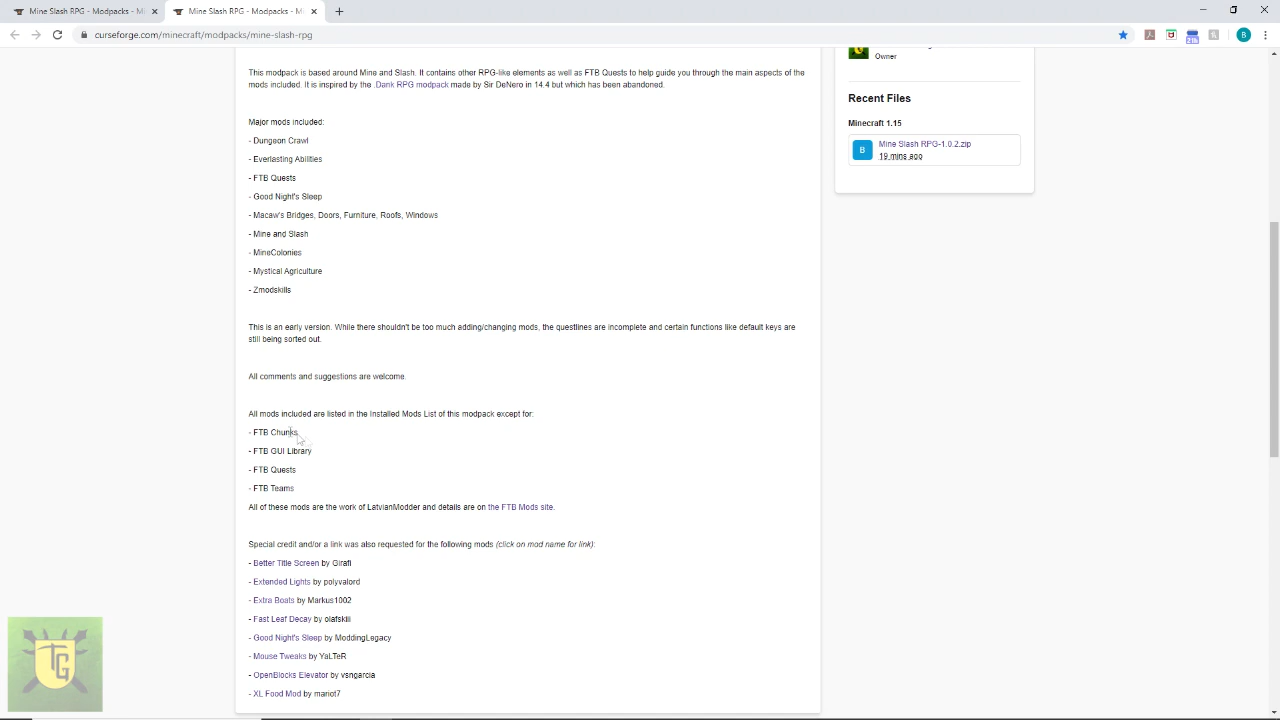 Mine Slash RPG - Modpacks - Mi
Mine Slash RPG - Modpacks - Mi
curseforge.com/minecraft/modpacks/mine-slash-rpg
B
Owner
This modpack is based around Mine and Slash. It contains other RPG-like elements as well as FTB Quests to help guide you through the main aspects of the
mods included. It is inspired by the .Dank RPG modpack made by Sir DeNero in 14.4 but which has been abandoned.
Recent Files
Minecraft 1.15
B
Mine Slash RPG-1.0.2.zip
19 mins ago
Major mods included:
- Dungeon Crawl
- Everlasting Abilities
- FTB Quests
- Good Night's Sleep
- Macaw's Bridges, Doors, Furniture, Roofs, Windows
- Mine and Slash
- MineColonies
- Mystical Agriculture
- Zmodskills
This is an early version. While there shouldn't be too much adding/changing mods, the questlines are incomplete and certain functions like default keys are
still being sorted out.
All comments and suggestions are welcome.
All mods included are listed in the Installed Mods List of this modpack except for:
- FTB Chunks
- FTB GUI Library
- FTB Quests
- FTB Teams
All of these mods are the work of LatvianModder and details are on the FTB Mods site.
Special credit and/or a link was also requested for the following mods (click on mod name for link):
- Better Title Screen by Girafi
- Extended Lights by polyvalord
- Extra Boats by Markus1002
- Fast Leaf Decay by olafskiii
- Good Night's Sleep by ModdingLegacy
- Mouse Tweaks by YaLTeR
- OpenBlocks Elevator by vsngarcia
- XL Food Mod by mariot7
TG